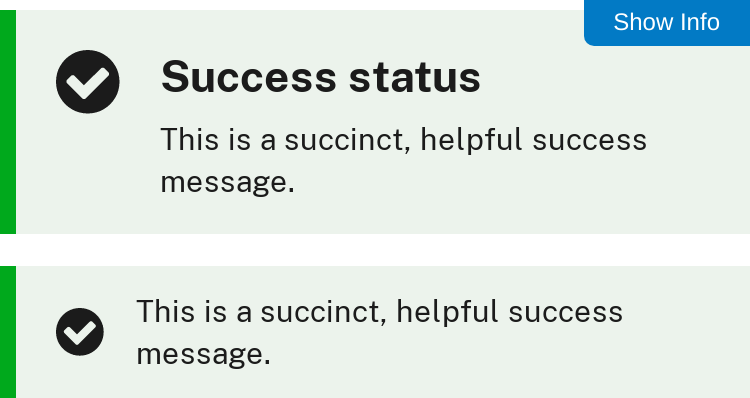 Show Info
Success status
This is a succinct, helpful success
message.
This is a succinct, helpful success
message.